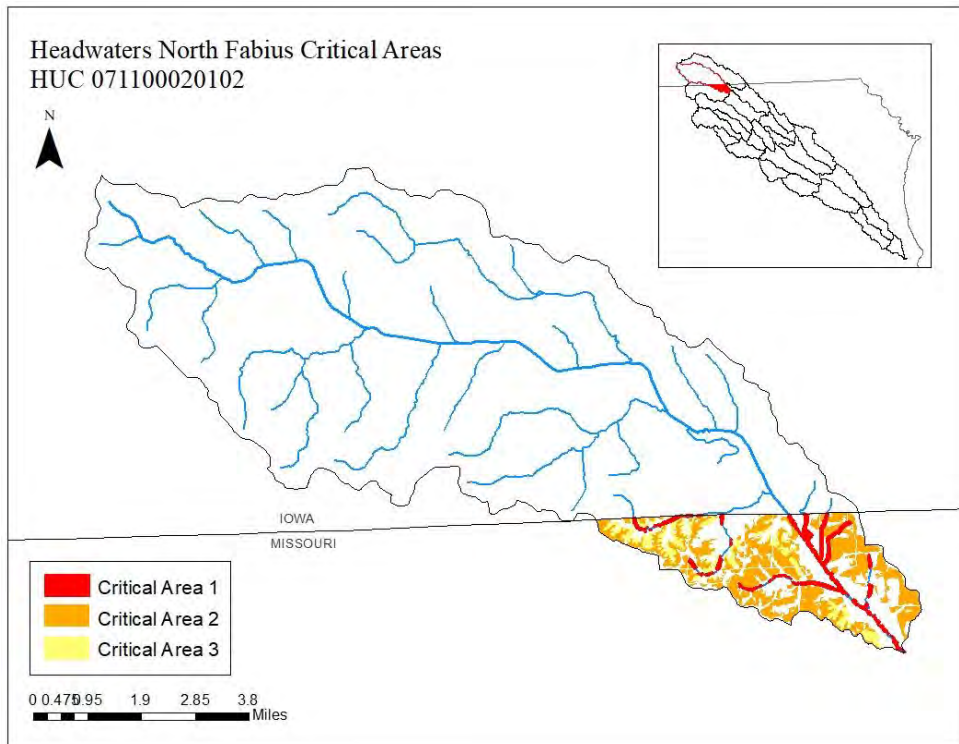 Headwaters North Fabius Critical Areas
HUC 071100020102
N
IOWA
MISSOURI
Critical Area 1
Critical Area 2
Critical Area 3
0 0.475 0.95 1.9 2.85 3.8
Miles